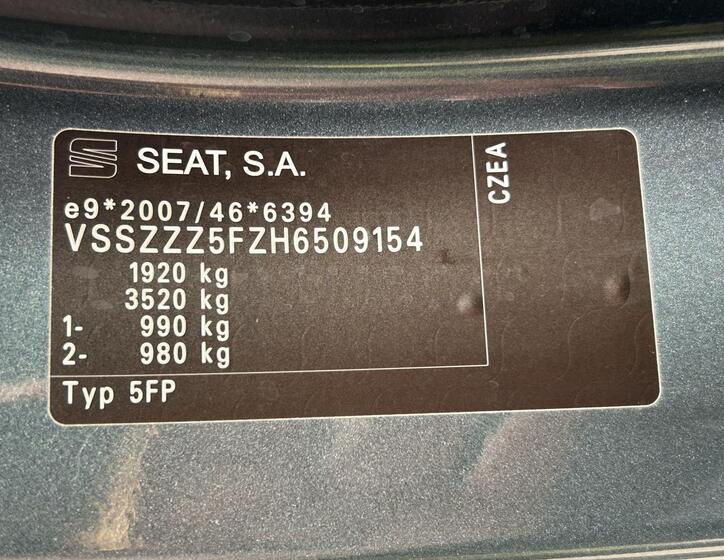 SEAT, S.A.
CZEA
e9*2007/46*6394
VSSZZZ5FZH6509154
1920 kg
3520 kg
1- 990 kg
2- 980 kg
Typ 5FP